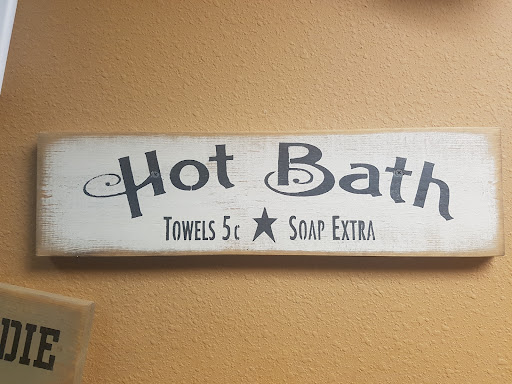 Hot Bath
Towels 5c ★ Soap Extra
DIE